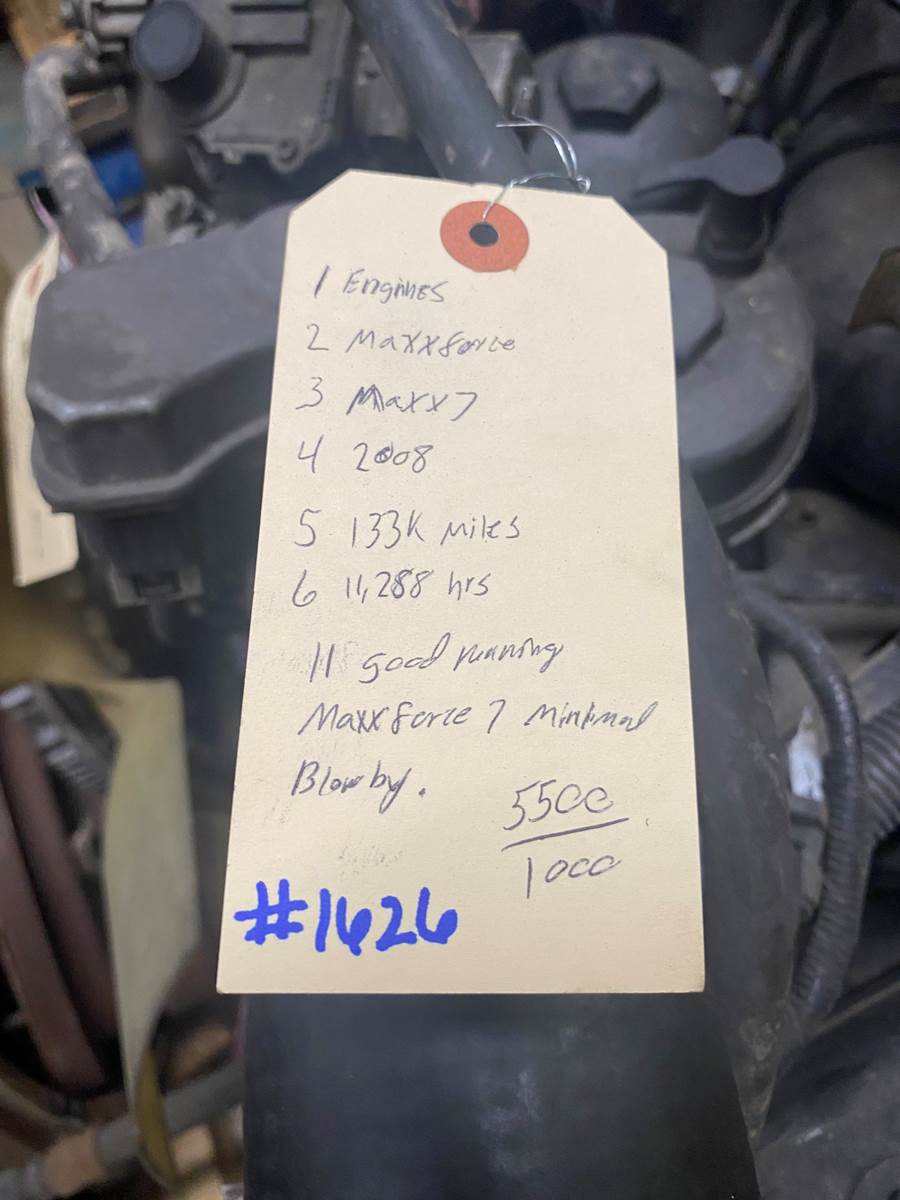 1 Engines
2 Maxxforce
3 Maxx7
4 2008
5 133K Miles
6 11,288 hrs
11 good running
Maxxforce 7 Minimal
Blowby.
5500
1000
#1626